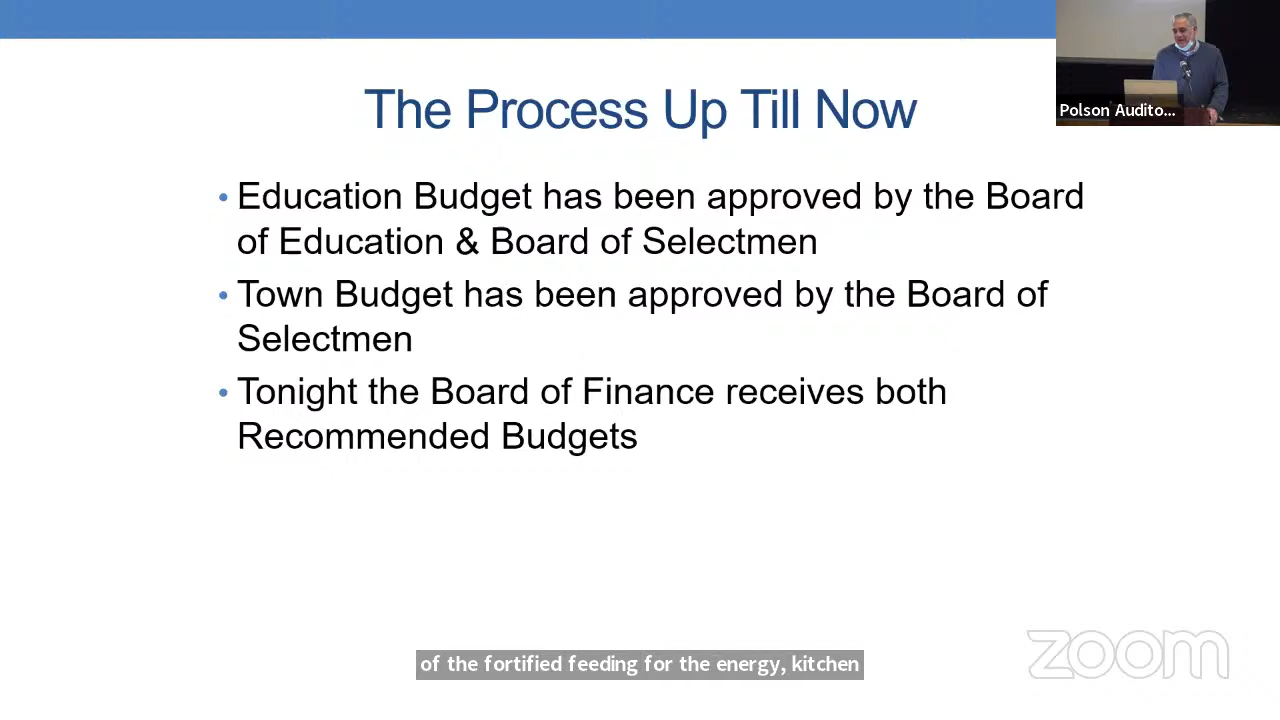 The Process Up Till Now
Polson Audito...
• Education Budget has been approved by the Board
of Education & Board of Selectmen
• Town Budget has been approved by the Board of
Selectmen
• Tonight the Board of Finance receives both
Recommended Budgets
zoom
of the fortified feeding for the energy, kitchen